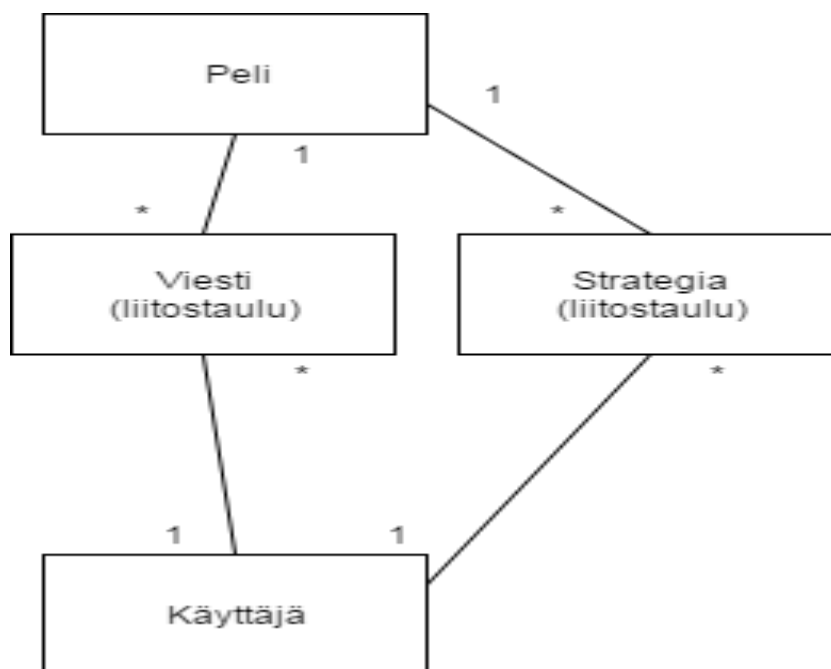 Peli
1
1
*
*
Viesti
(liitostaulu)
Strategia
(liitostaulu)
*
*
1
1
Käyttäjä